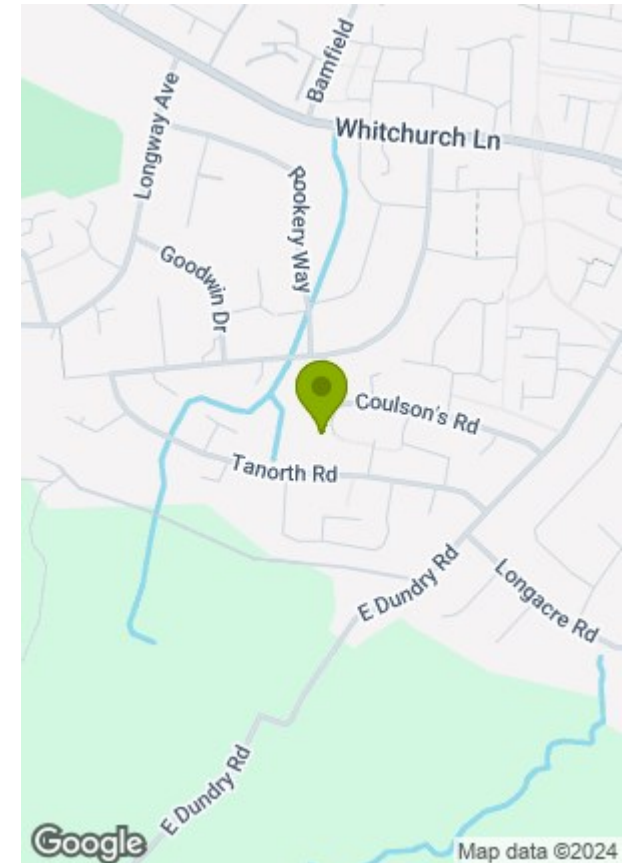 Bamfield
Longway Ave
Whitchurch Ln
Rookery Way
Goodwin Dr
Coulson's Rd
Tanorth Rd
E Dundry Rd
Longacre Rd
E Dundry Rd
Google
Map data ©2024